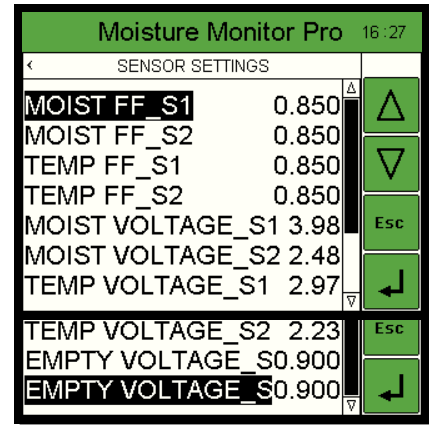 Moisture Monitor Pro 16:27
< SENSOR SETTINGS
MOIST FF_S1 0.850
MOIST FF_S2 0.850
TEMP FF_S1 0.850
TEMP FF_S2 0.850
MOIST VOLTAGE_S1 3.98
MOIST VOLTAGE_S2 2.48
TEMP VOLTAGE_S1 2.97
Esc
TEMP VOLTAGE_S2 2.23
EMPTY VOLTAGE_S0.900
EMPTY VOLTAGE_S0.900
Esc